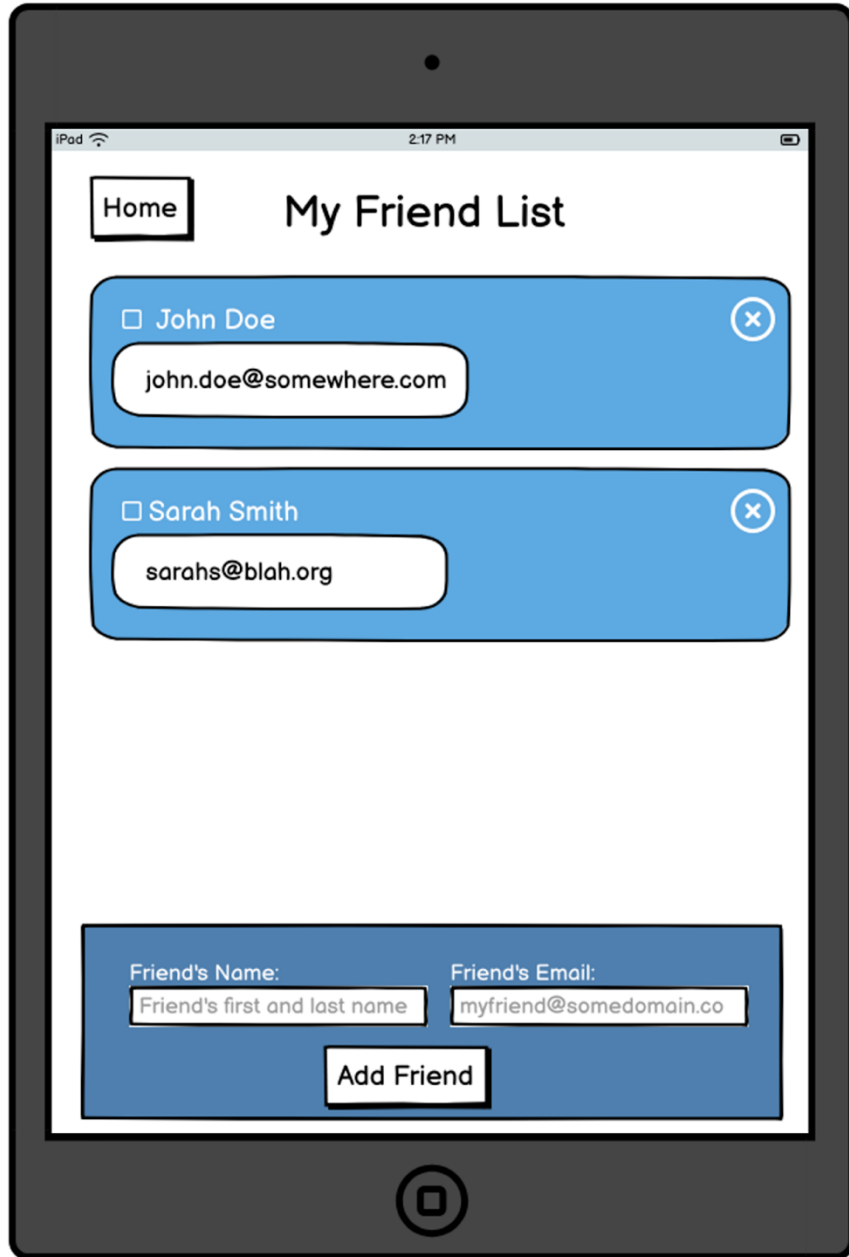 iPad 2:17 PM
Home
My Friend List
John Doe
john.doe@somewhere.com
Sarah Smith
sarahs@blah.org
Friend's Name: Friend's Email:
Friend's first and last name myfriend@somedomain.co
Add Friend